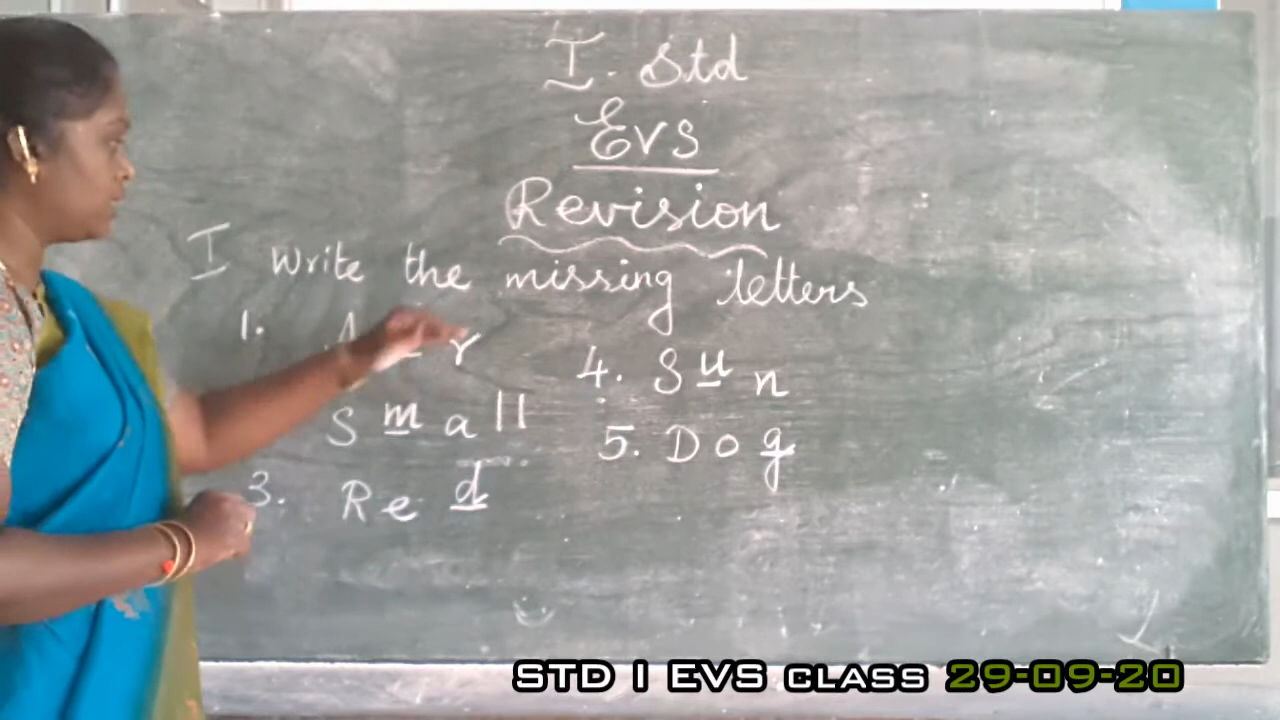 I. Std
EVS
Revision
I Write the missing letters
1. A r
Small
3. Red
4. Sun
5. Dog
STD I EVS CLASS 29-09-20